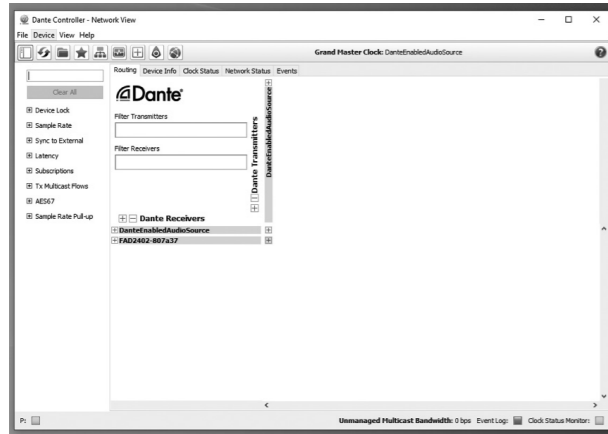 Dante Controller - Network View
File Device View Help
Grand Master Clock: DanteEnabledAudioSource
Routing Device Info Clock Status Network Status Events
Clear All
Device Lock
Sample Rate
Sync to External
Latency
Subscriptions
Tx Multicast Flows
AES67
Sample Rate Pull-up
Dante
Filter Transmitters
Filter Receivers
Dante Transmitters
DanteEnabledAudioSource
Dante Receivers
DanteEnabledAudioSource
FAD2402-807a37
P:
Unmanaged Multicast Bandwidth: 0 bps Event Log: Clock Status Monitor: